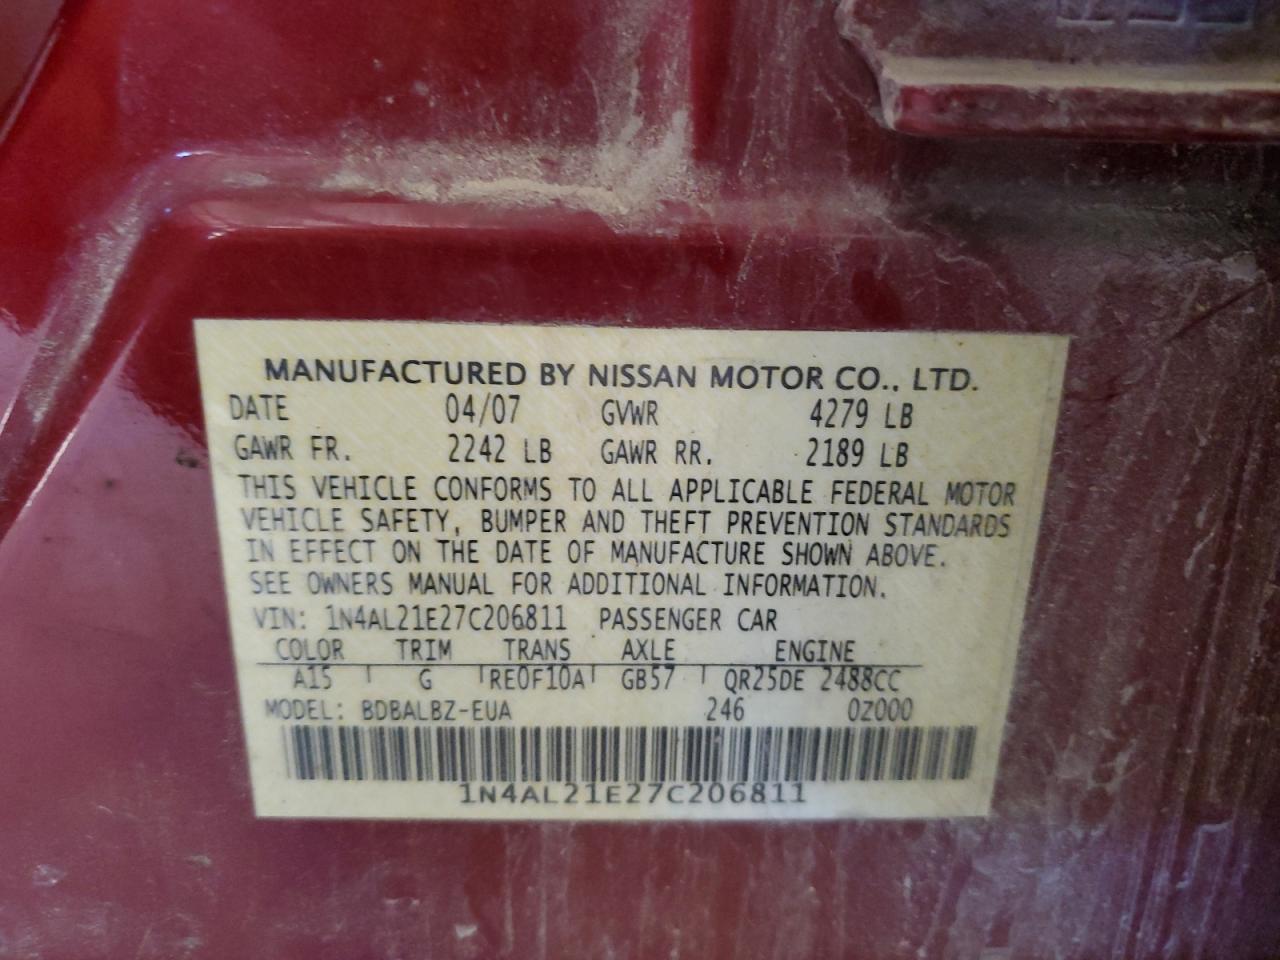 MANUFACTURED BY NISSAN MOTOR CO., LTD.
DATE 04/07 GVWR 4279 LB
GAWR FR. 2242 LB GAWR RR. 2189 LB
THIS VEHICLE CONFORMS TO ALL APPLICABLE FEDERAL MOTOR
VEHICLE SAFETY, BUMPER AND THEFT PREVENTION STANDARDS
IN EFFECT ON THE DATE OF MANUFACTURE SHOWN ABOVE.
SEE OWNERS MANUAL FOR ADDITIONAL INFORMATION.
VIN: 1N4AL21E27C206811 PASSENGER CAR
COLOR TRIM TRANS AXLE ENGINE
A15 G RE0F10A GB57 QR25DE 2488CC
MODEL: BDBALBZ-EUA 246 0Z000
1N4AL21E27C206811